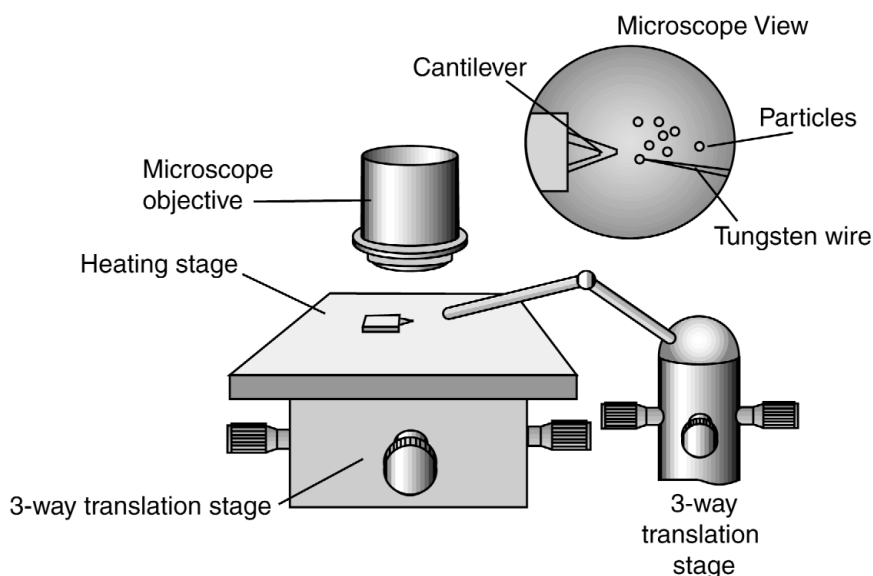 Microscope View
Cantilever
Particles
Microscope
objective
Tungsten wire
Heating stage
3-way translation stage
3-way
translation
stage